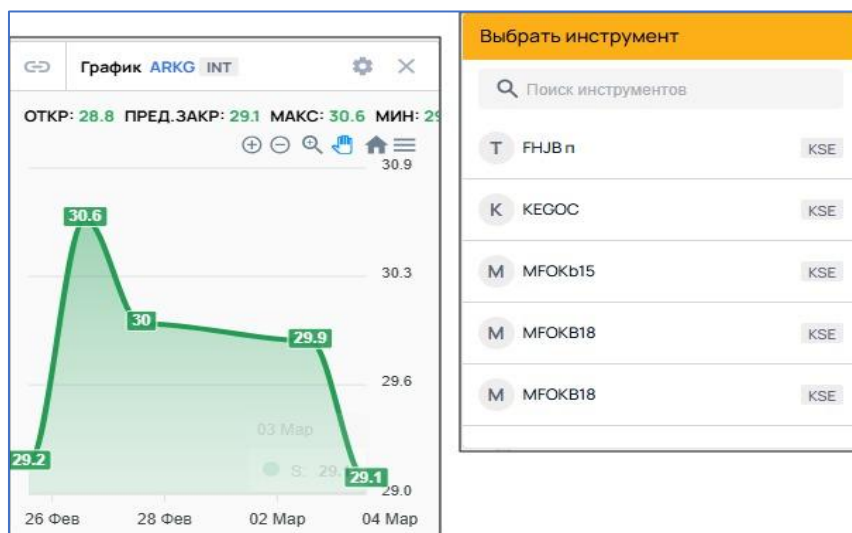 График ARKG INT
ОТКР: 28.8 ПРЕД.ЗАКР: 29.1 МАКС: 30.6 МИН: 29
30.9
30.6
30.3
30
29.9
29.6
03 Мар
29.2
S: 29.
29.1
29.0
26 Фев 28 Фев 02 Мар 04 Мар
Выбрать инструмент
Поиск инструментов
T FHJB п KSE
K KEGOC KSE
M MFOKb15 KSE
M MFOKB18 KSE
M MFOKB18 KSE